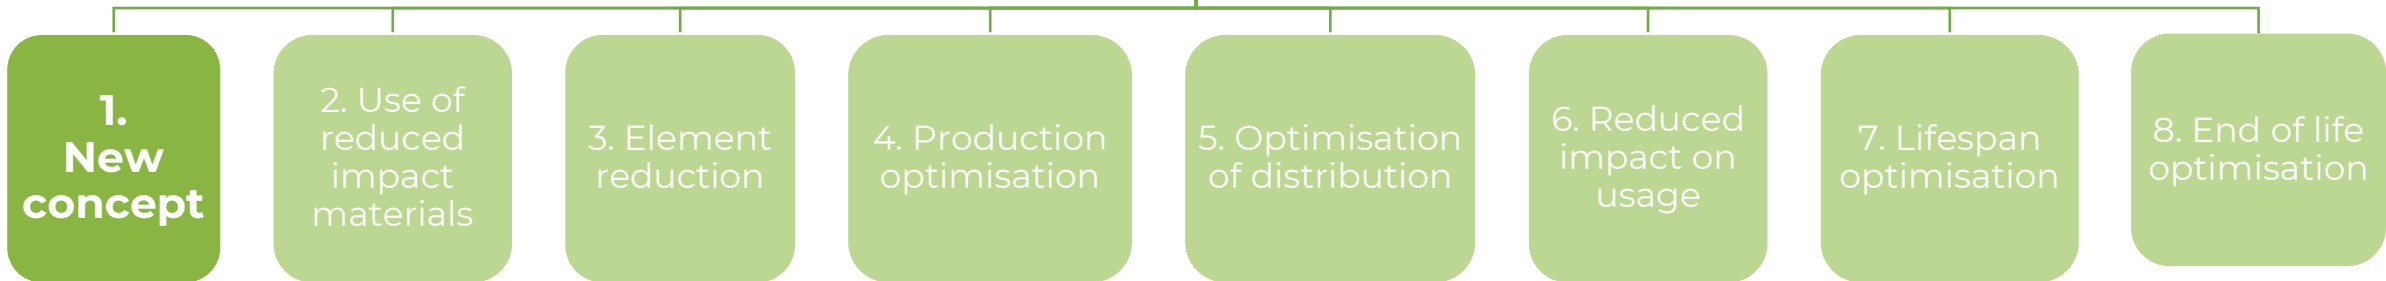 1.
New
concept
2. Use of
reduced
impact
materials
3. Element
reduction
4. Production
optimisation
5. Optimisation
of distribution
6. Reduced
impact on
usage
7. Lifespan
optimisation
8. End of life
optimisation